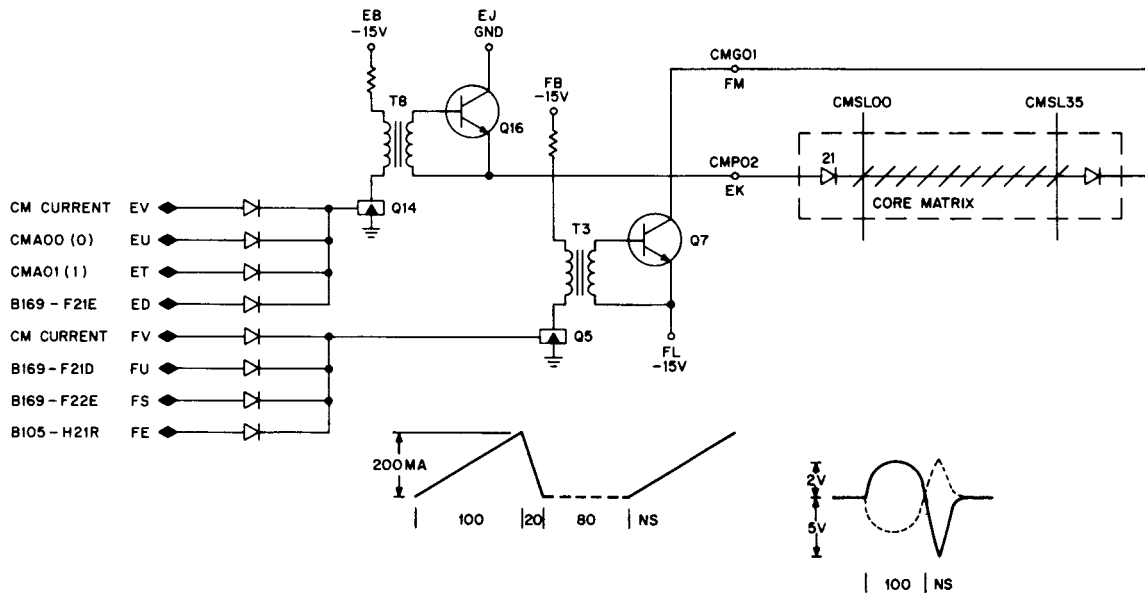 EB
-15V
EJ
GND
T8
Q16
FB
-15V
CMG01
FM
CMSL00
CMSL35
CMP02
EK
21
CORE MATRIX
CM CURRENT EV
Q14
CMA00 (0) EU
T3
Q7
CMA01 (1) ET
B169 - F21E ED
CM CURRENT FV
Q5
B169-F21D FU
FL
-15V
B169-F22E FS
B105-H21R FE
200MA
100 20 80 NS
2V
5V
100 NS